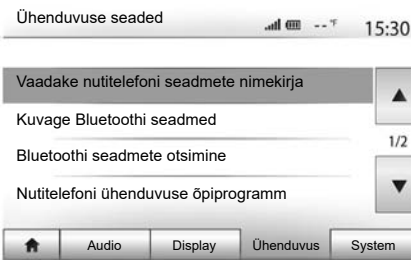 Ühenduvuse seaded
-- °F 15:30
Vaadake nutitelefoni seadmete nimekirja
Kuvage Bluetoothi seadmed
1/2
Bluetoothi seadmete otsimine
Nutitelefoni ühenduvuse õpiprogramm
Audio Display Ühenduvus System